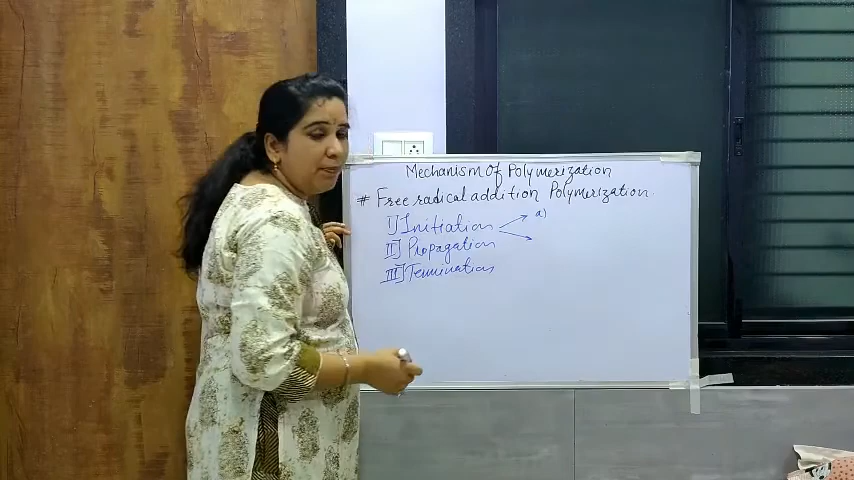 Mechanism of Polymerization
# Free radical addition Polymerization.
I] Initiation a)
II] Propagation
III] Termination